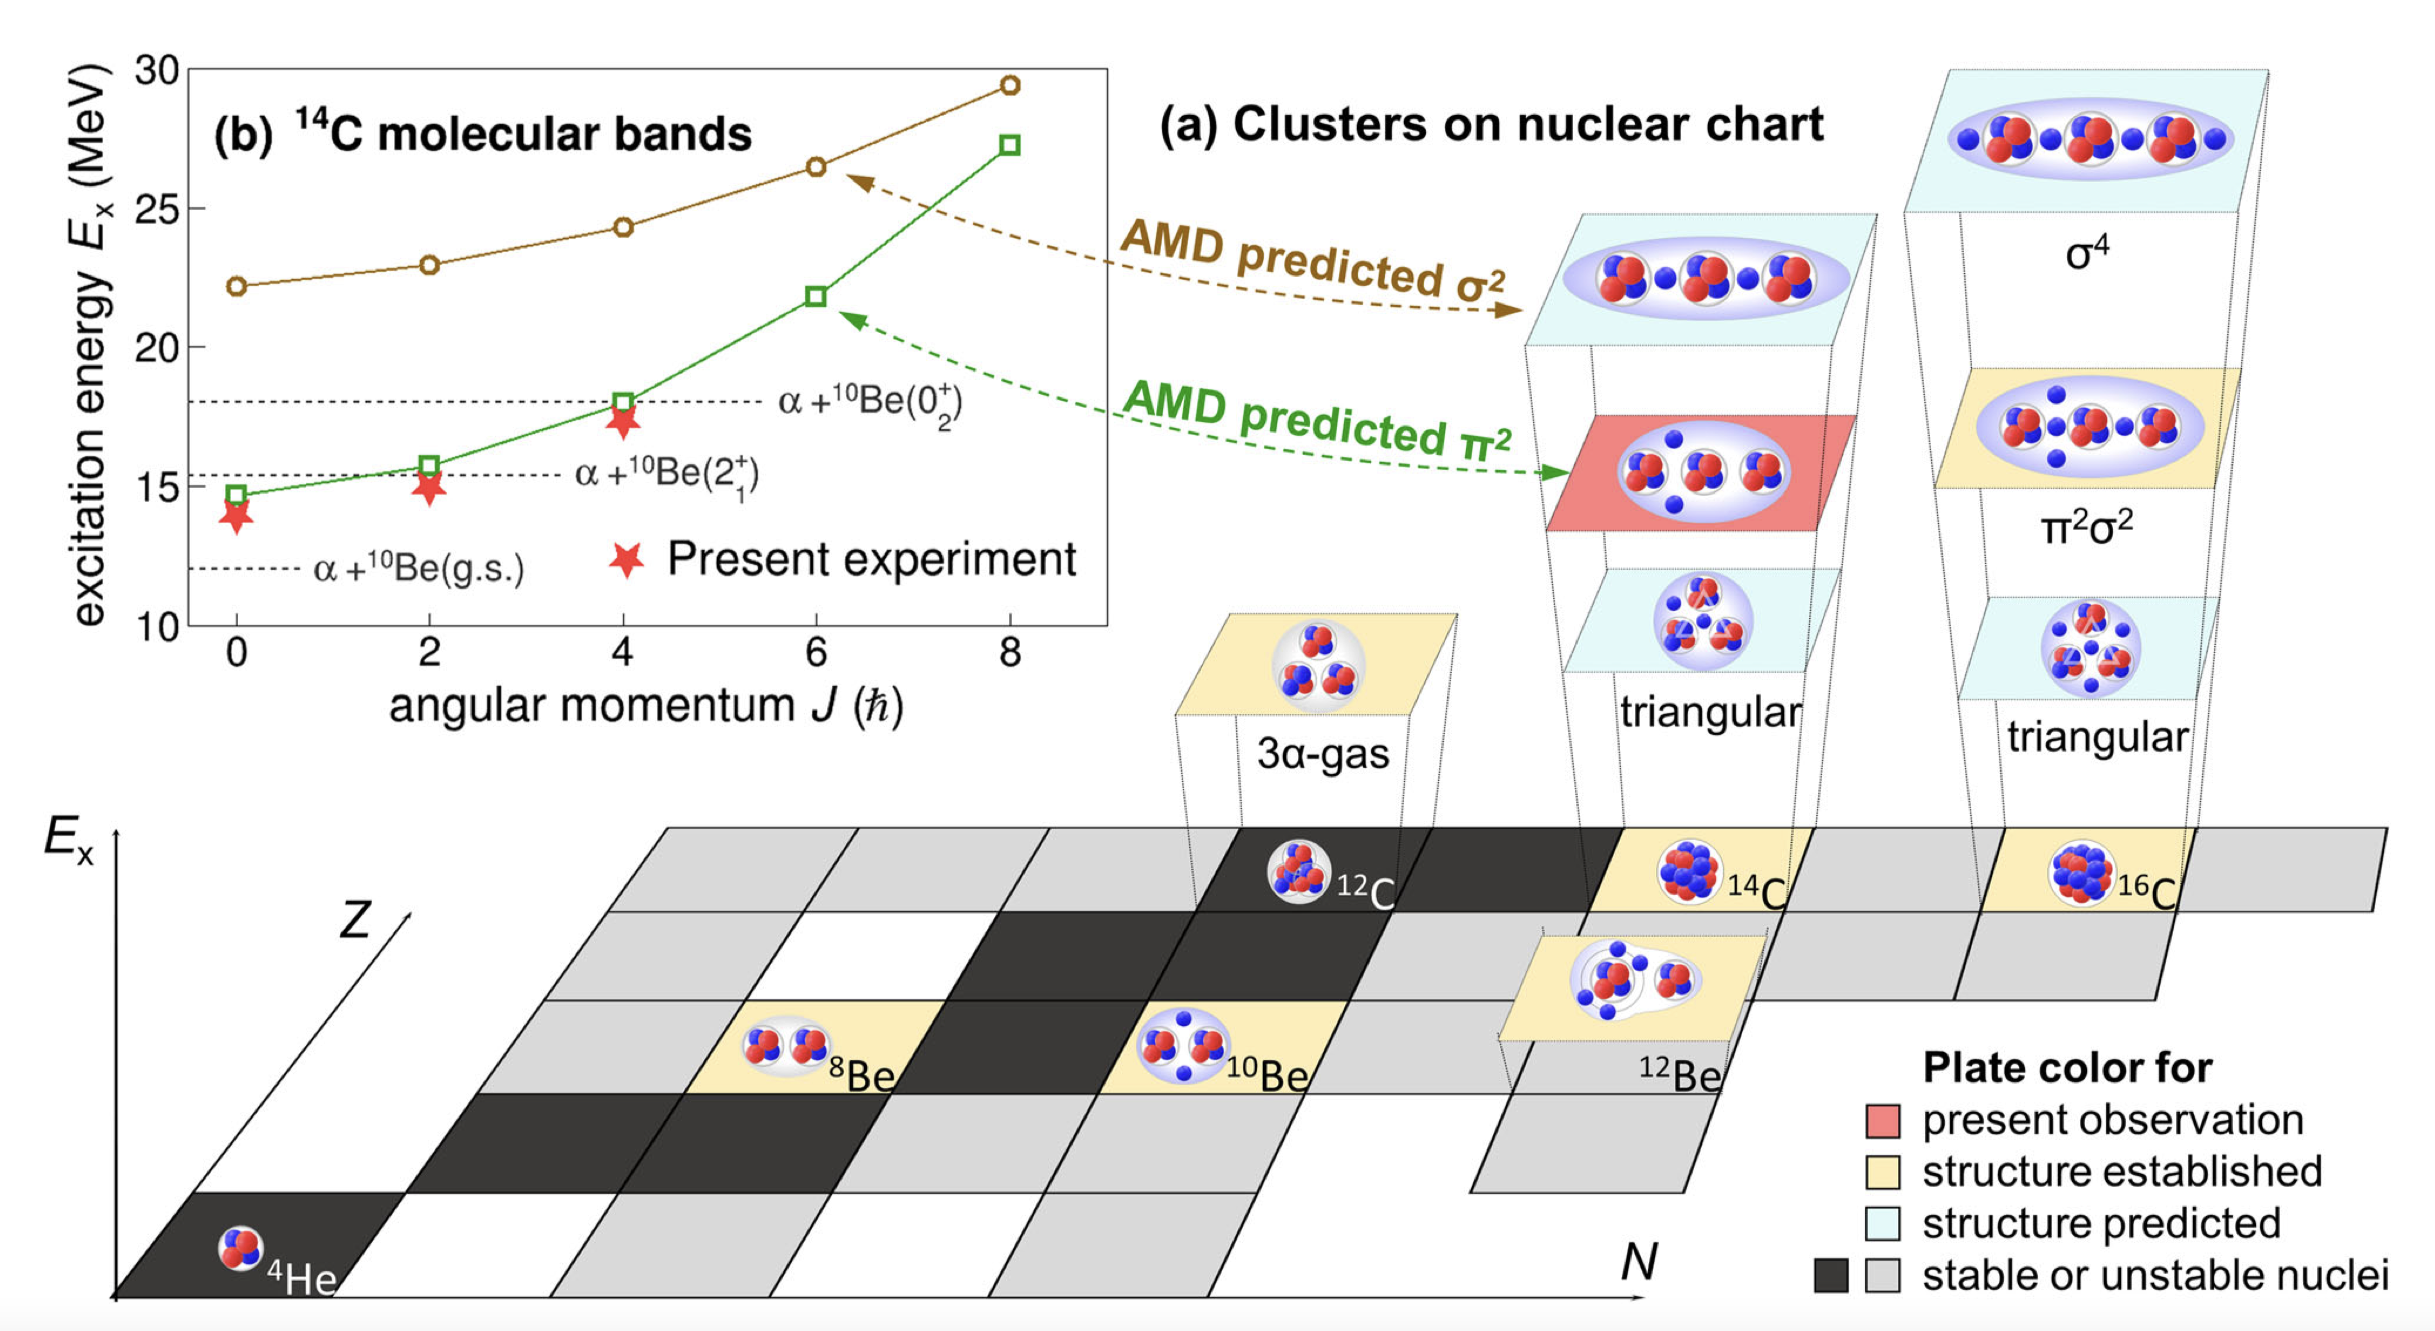 (b) ¹⁴C molecular bands
excitation energy Eₓ (MeV)
30
25
20
15
10
0 2 4 6 8
angular momentum J (ℏ)
α +¹⁰Be(0₂⁺)
α +¹⁰Be(2₁⁺)
α +¹⁰Be(g.s.)
Present experiment
(a) Clusters on nuclear chart
AMD predicted σ²
AMD predicted π²
σ⁴
π²σ²
triangular
triangular
3α-gas
Eₓ
Z
N
¹²C
¹⁴C
¹⁶C
⁸Be
¹⁰Be
¹²Be
⁴He
Plate color for
present observation
structure established
structure predicted
stable or unstable nuclei